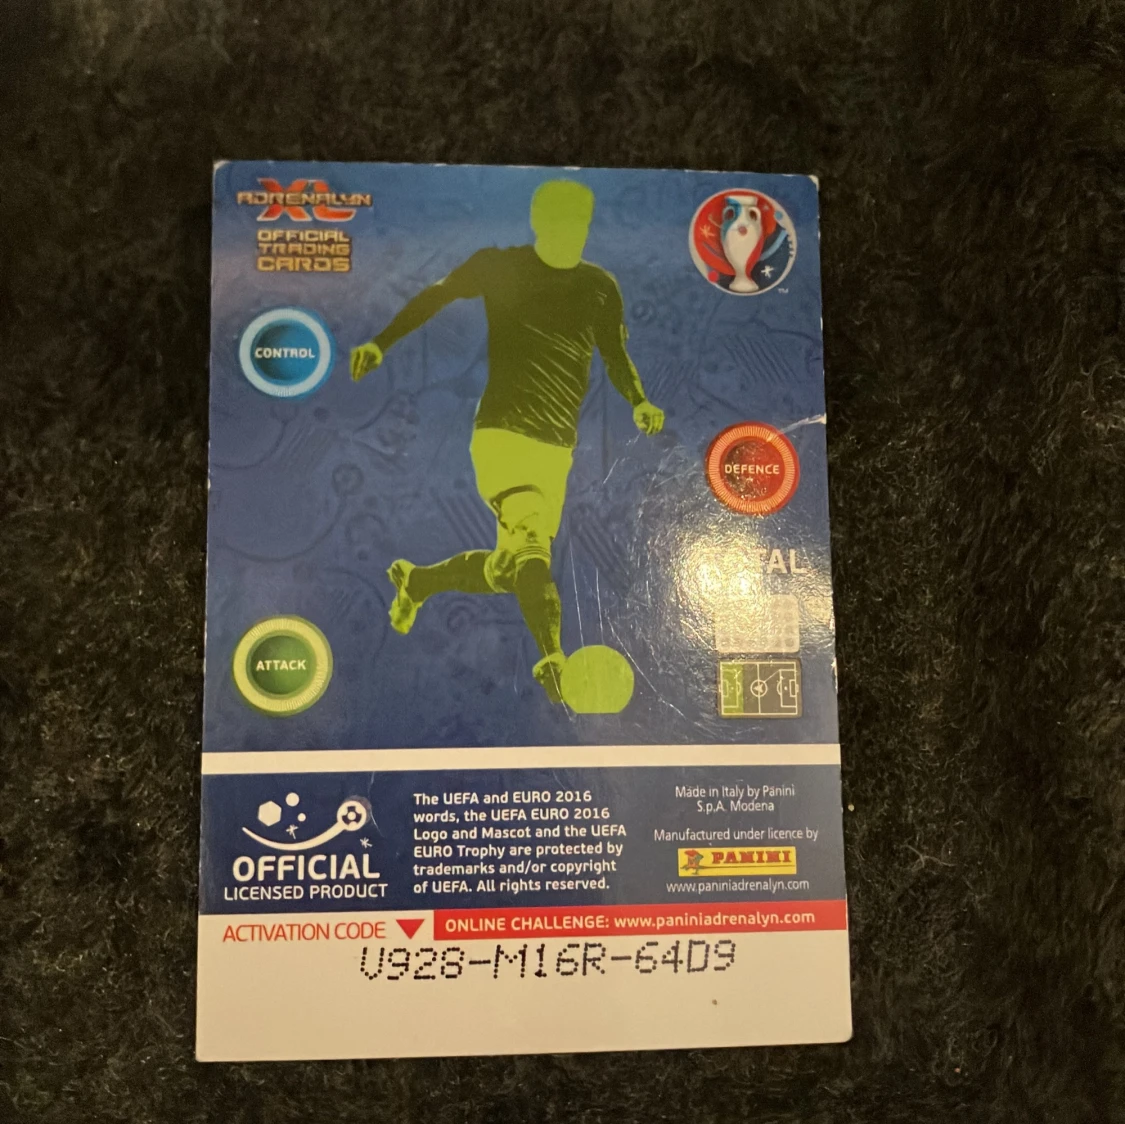 ADRENALYN
XL
OFFICIAL
TRADING
CARDS
TM
CONTROL
DEFENCE
ATTACK
OFFICIAL
LICENSED PRODUCT
The UEFA and EURO 2016
words, the UEFA EURO 2016
Logo and Mascot and the UEFA
EURO Trophy are protected by
trademarks and/or copyright
of UEFA. All rights reserved.
Made in Italy by Panini
S.p.A. Modena
Manufactured under licence by
PANINI
www.paniniadrenalyn.com
ACTIVATION CODE
ONLINE CHALLENGE: www.paniniadrenalyn.com
V928-M16R-64D9